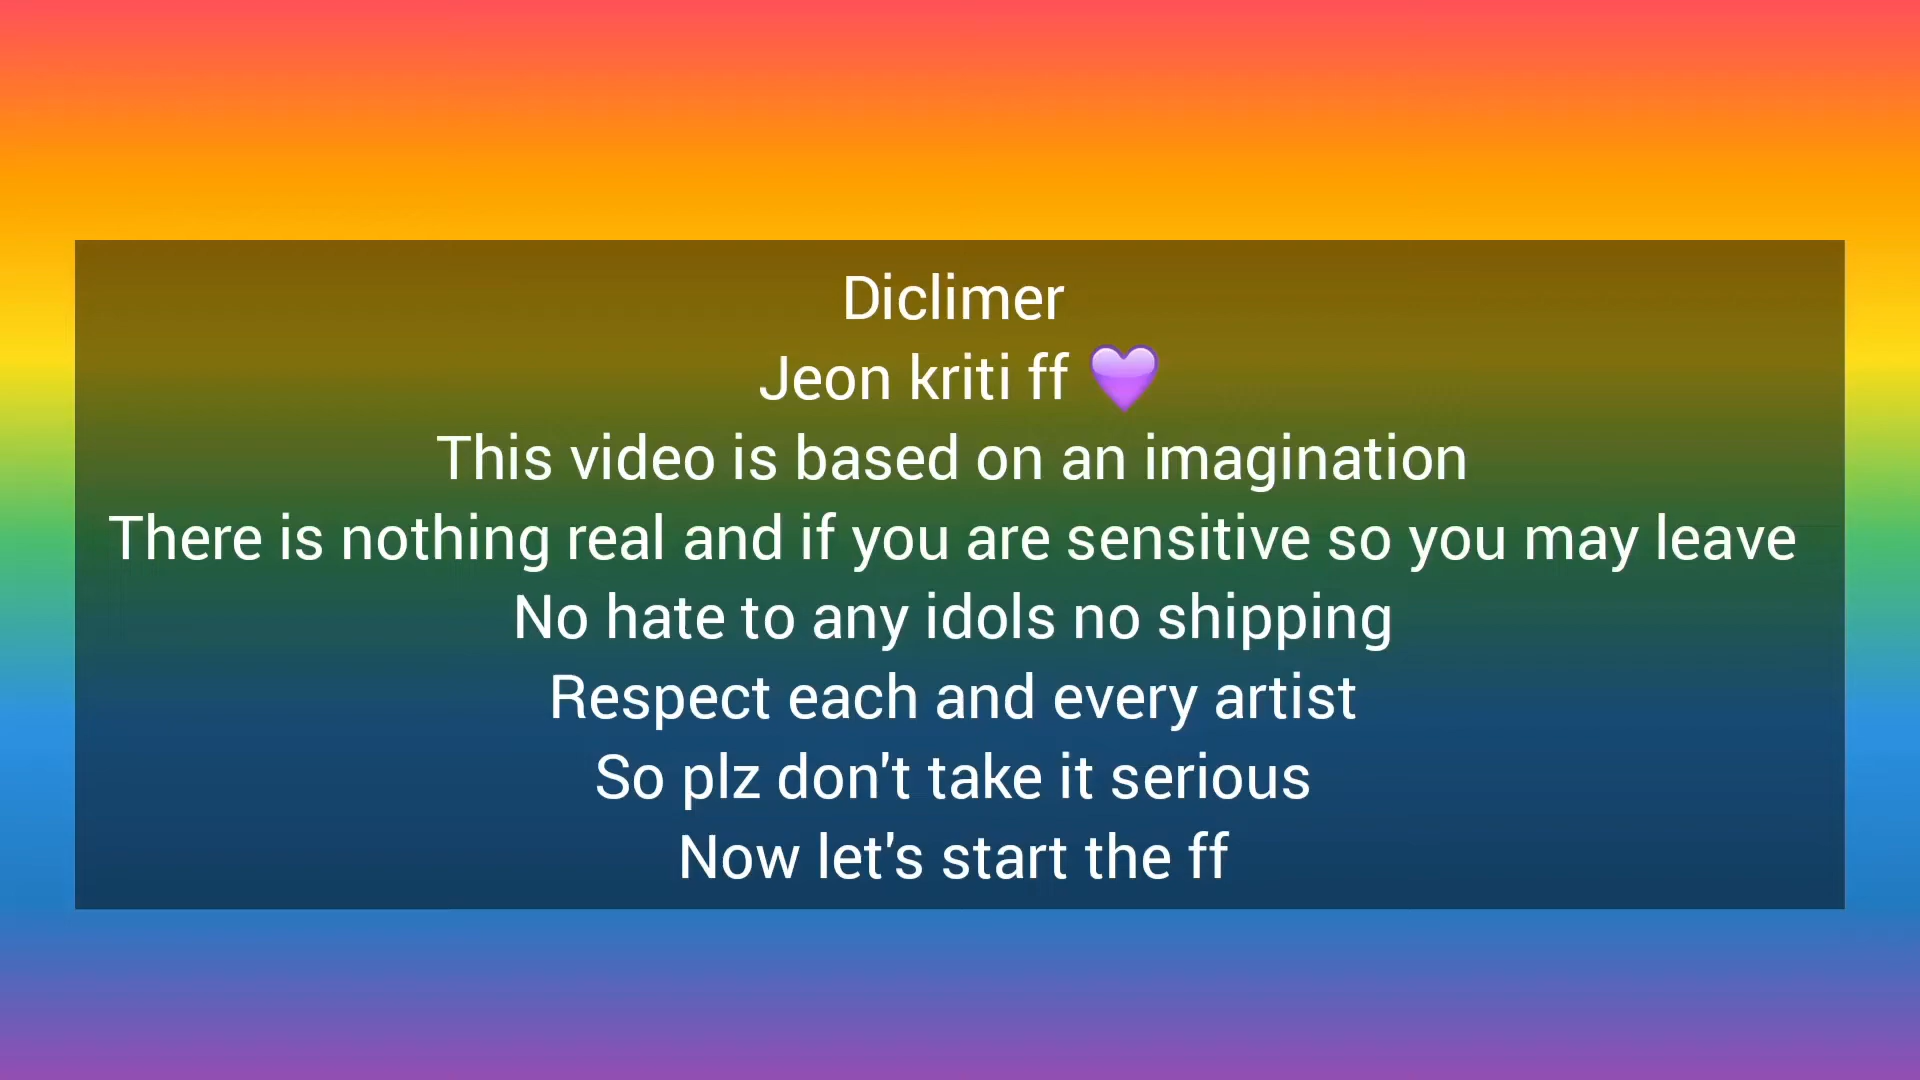 Diclimer
Jeon kriti ff 💜
This video is based on an imagination
There is nothing real and if you are sensitive so you may leave
No hate to any idols no shipping
Respect each and every artist
So plz don't take it serious
Now let's start the ff